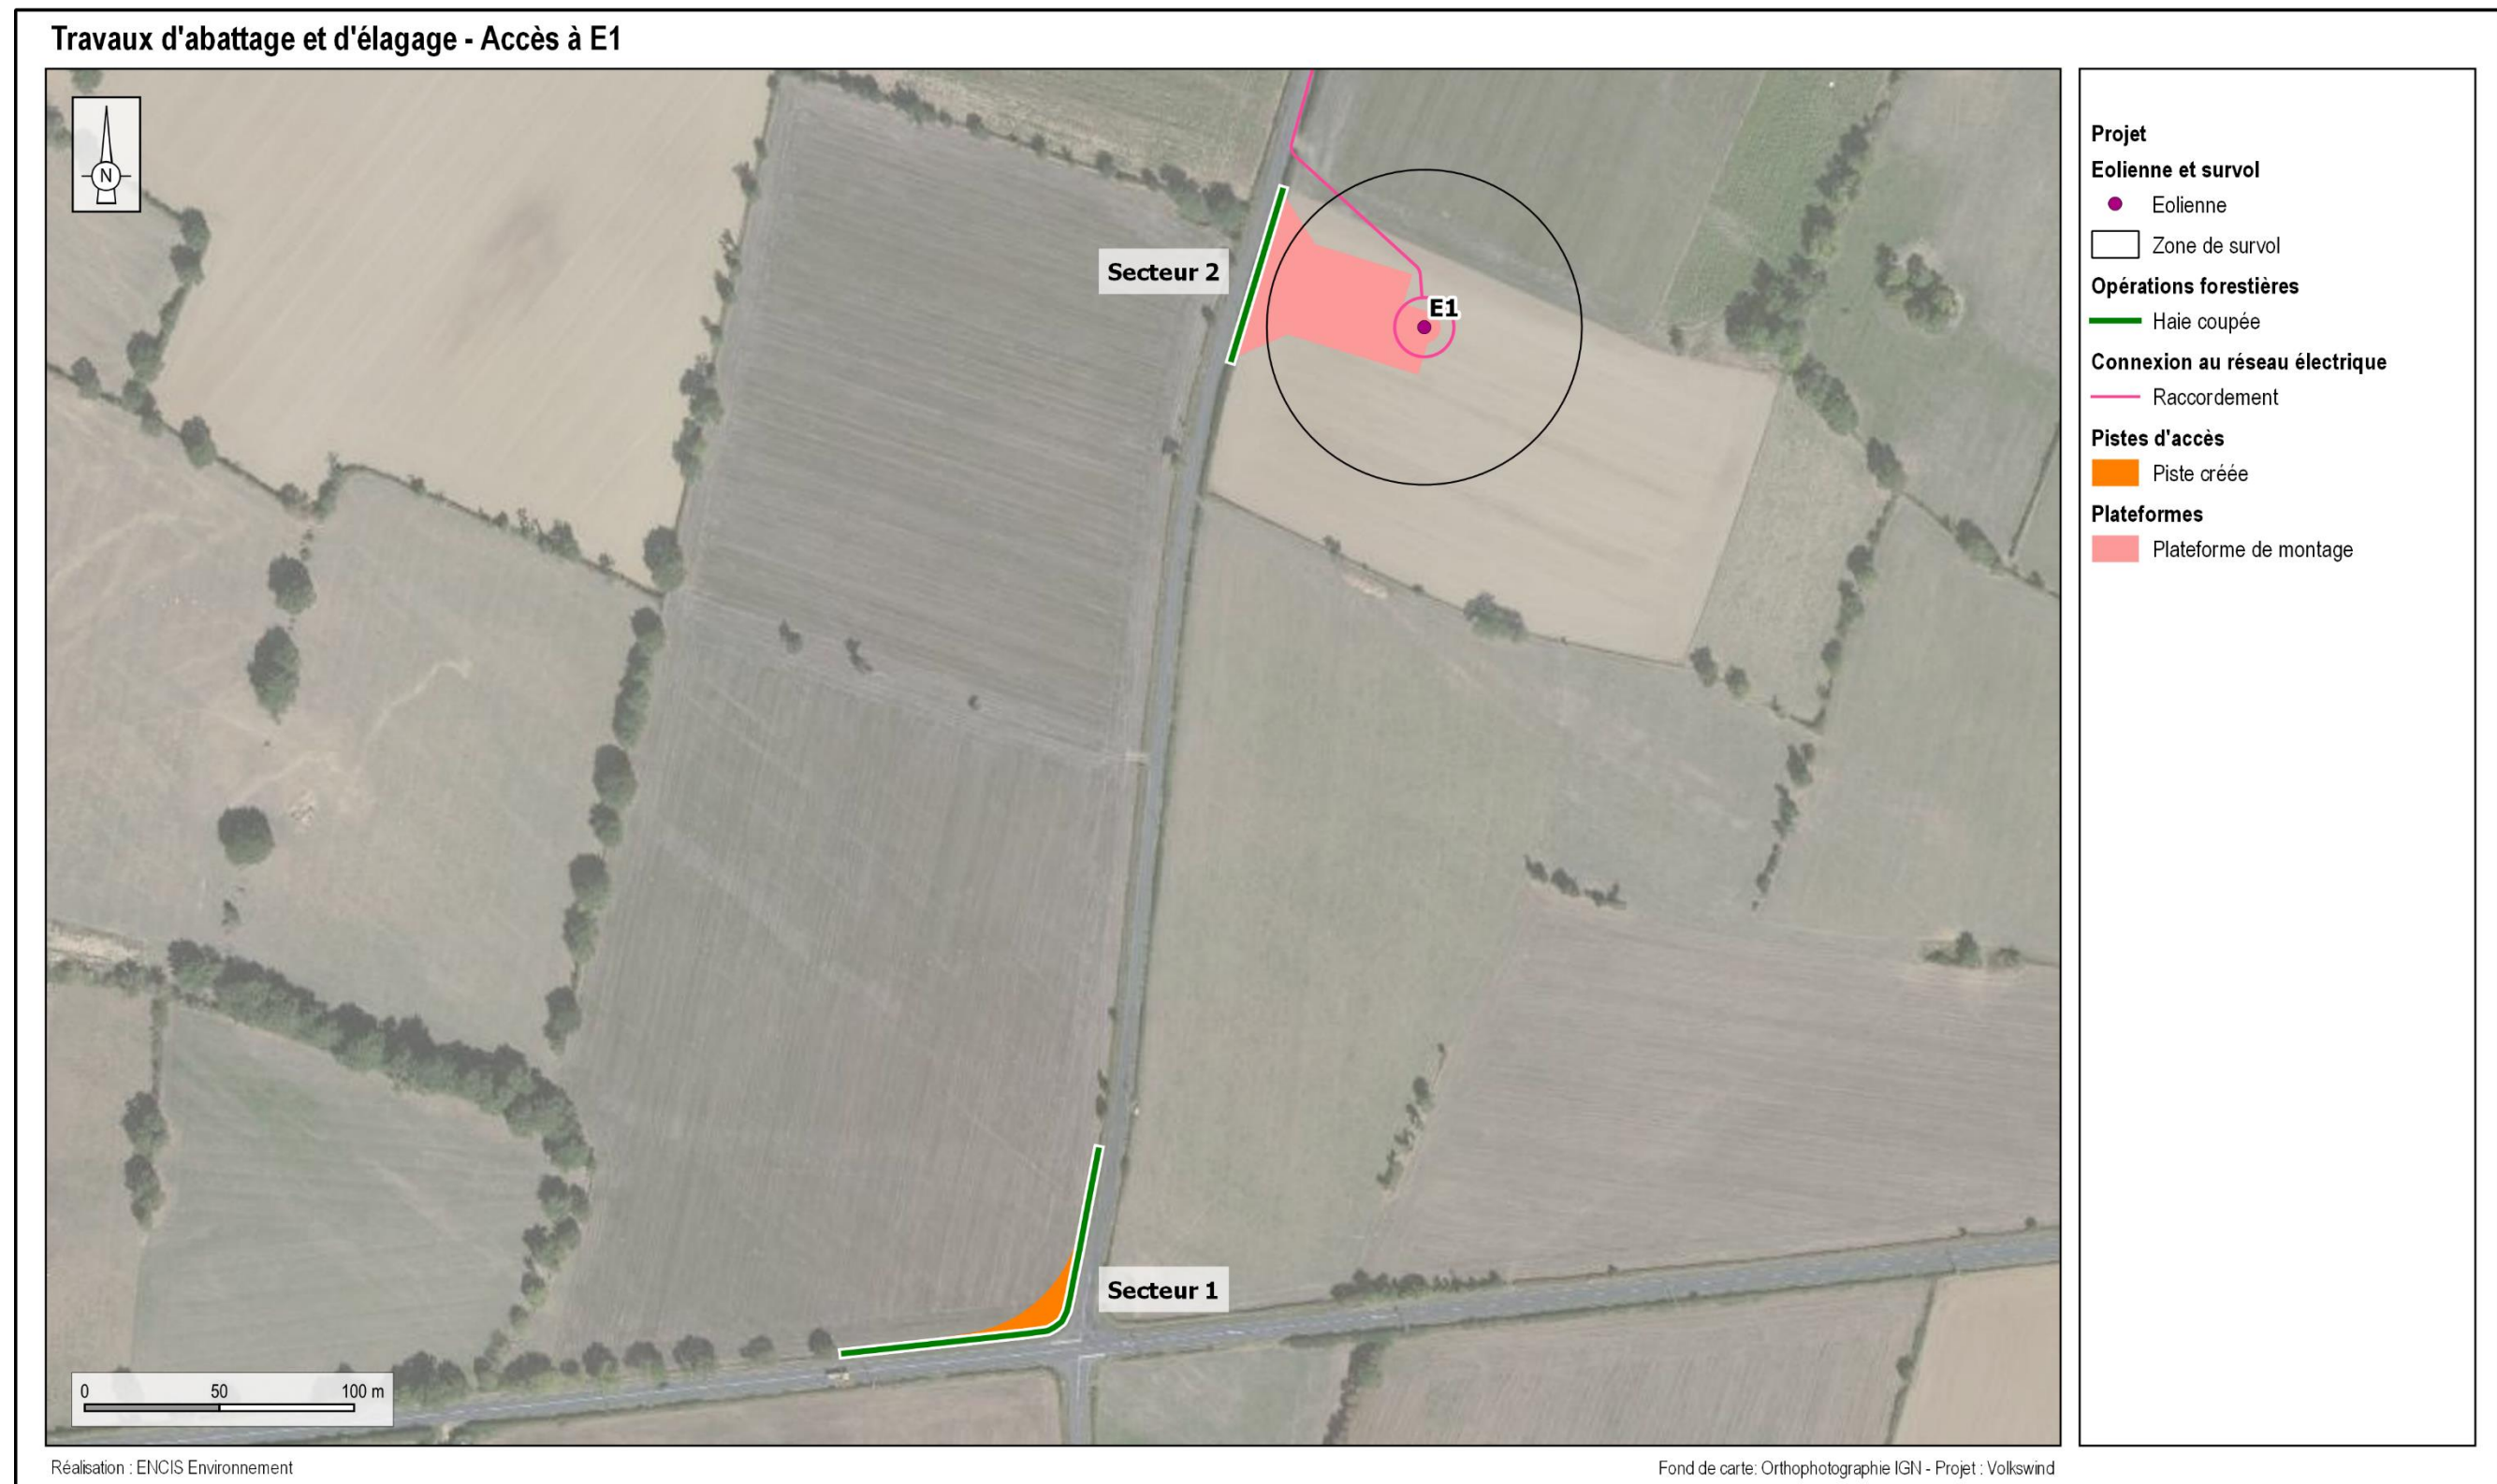 Travaux d'abattage et d'élagage - Accès à E1
N
Secteur 2
E1
Secteur 1
0 50 100 m
Projet
Eolienne et survol
Eolienne
Zone de survol
Opérations forestières
Haie coupée
Connexion au réseau électrique
Raccordement
Pistes d'accès
Piste créée
Plateformes
Plateforme de montage
Réalisation : ENCIS Environnement
Fond de carte: Orthophotographie IGN - Projet : Volkswind